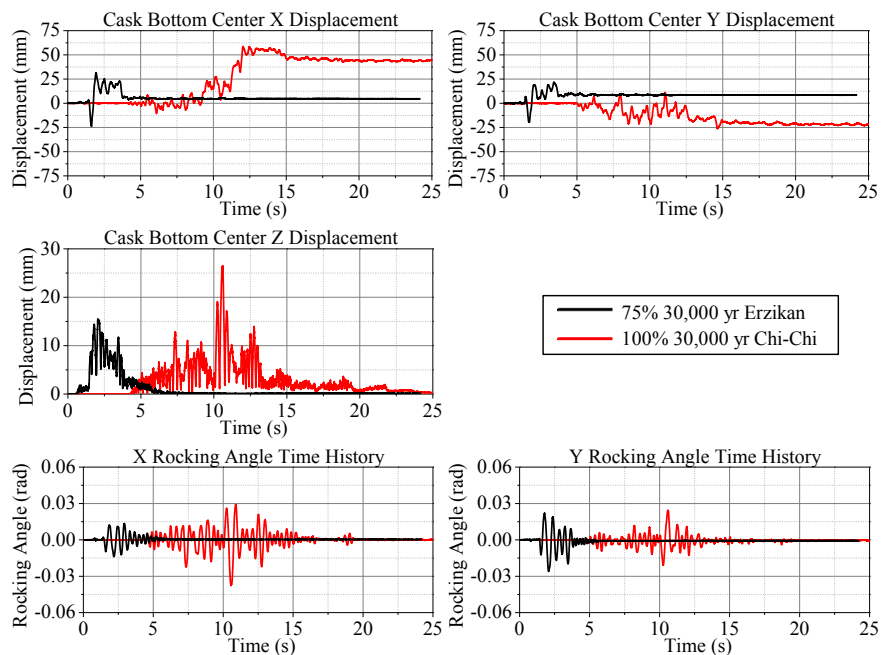 Cask Bottom Center X Displacement
Displacement (mm)
75
50
25
0
-25
-50
-75
0 5 10 15 20 25
Time (s)
Cask Bottom Center Y Displacement
Displacement (mm)
75
50
25
0
-25
-50
-75
0 5 10 15 20 25
Time (s)
Cask Bottom Center Z Displacement
Displacement (mm)
30
20
10
0
0 5 10 15 20 25
Time (s)
75% 30,000 yr Erzikan
100% 30,000 yr Chi-Chi
X Rocking Angle Time History
Rocking Angle (rad)
0.06
0.03
0.00
-0.03
-0.06
0 5 10 15 20 25
Time (s)
Y Rocking Angle Time History
Rocking Angle (rad)
0.06
0.03
0.00
-0.03
-0.06
0 5 10 15 20 25
Time (s)